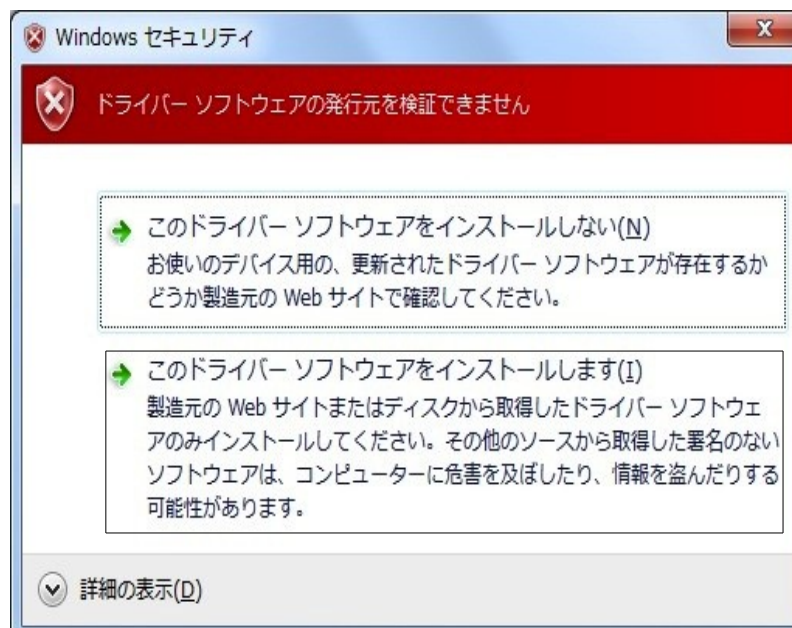 Windows セキュリティ
X
ドライバー ソフトウェアの発行元を検証できません
このドライバー ソフトウェアをインストールしない(N)
お使いのデバイス用の、更新されたドライバー ソフトウェアが存在するか
どうか製造元の Web サイトで確認してください。
このドライバー ソフトウェアをインストールします(I)
製造元の Web サイトまたはディスクから取得したドライバー ソフトウェ
アのみインストールしてください。その他のソースから取得した署名のない
ソフトウェアは、コンピューターに危害を及ぼしたり、情報を盗んだりする
可能性があります。
詳細の表示(D)